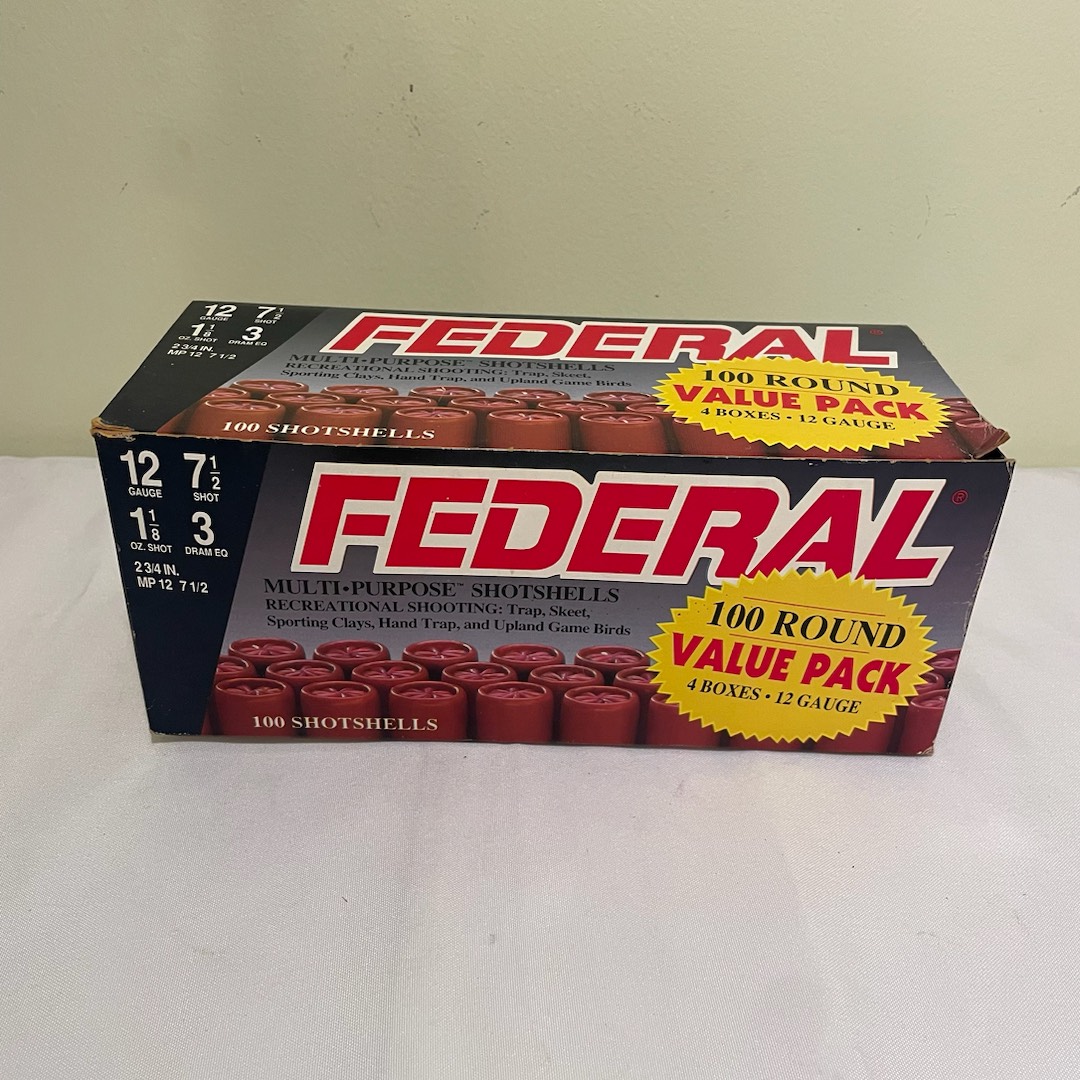 12 7 1/2
GAUGE SHOT
1 1/8 3
OZ. SHOT DRAM EQ
2 3/4 IN.
MP 12 7 1/2
FEDERAL®
MULTI•PURPOSE™ SHOTSHELLS
RECREATIONAL SHOOTING: Trap, Skeet,
Sporting Clays, Hand Trap, and Upland Game Birds
100 ROUND
VALUE PACK
4 BOXES • 12 GAUGE
100 SHOTSHELLS
12 7 1/2
GAUGE SHOT
1 1/8 3
OZ. SHOT DRAM EQ
2 3/4 IN.
MP 12 7 1/2
FEDERAL®
MULTI•PURPOSE™ SHOTSHELLS
RECREATIONAL SHOOTING: Trap, Skeet,
Sporting Clays, Hand Trap, and Upland Game Birds
100 ROUND
VALUE PACK
4 BOXES • 12 GAUGE
100 SHOTSHELLS